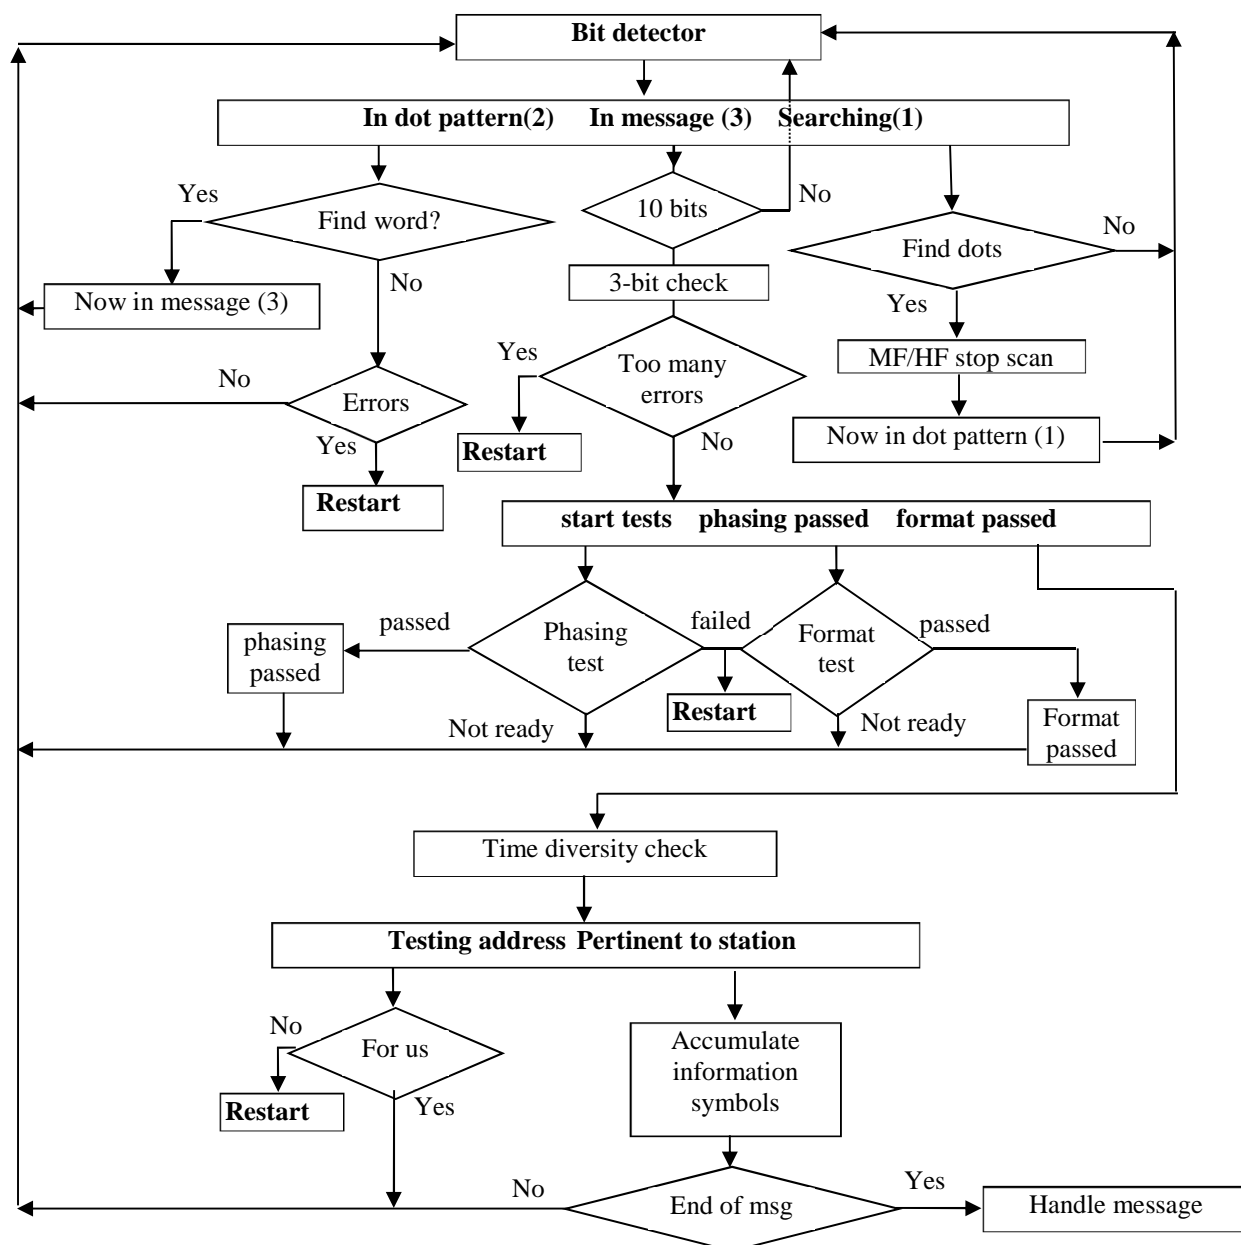 Bit detector
In dot pattern(2) In message (3) Searching(1)
Yes
Find word?
10 bits
No
Find dots
No
No
3-bit check
Now in message (3)
Yes
MF/HF stop scan
Yes
Too many
errors
No
Errors
Yes
Restart
No
Now in dot pattern (1)
Restart
start tests phasing passed format passed
passed
phasing
passed
Phasing
test
failed
Format
test
passed
Restart
Not ready
Not ready
Format
passed
Time diversity check
Testing address Pertinent to station
No
For us
Restart
Yes
Accumulate
information
symbols
No
End of msg
Yes
Handle message